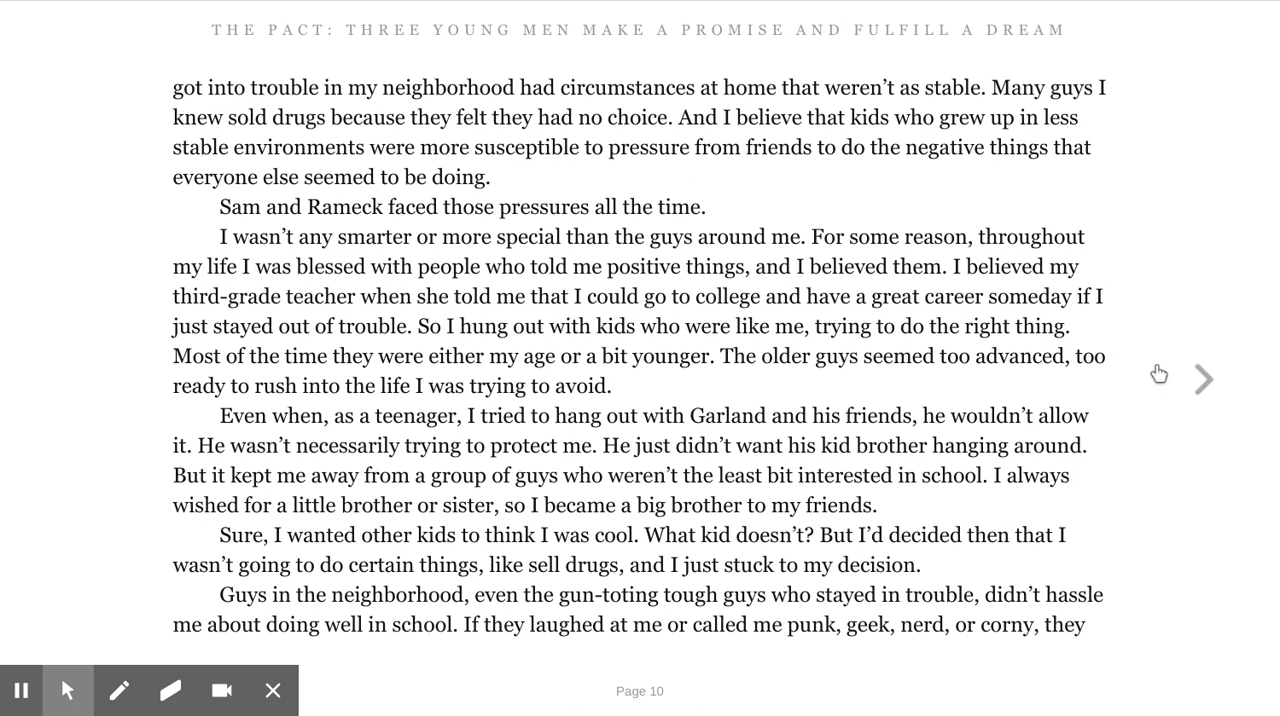 THE PACT: THREE YOUNG MEN MAKE A PROMISE AND FULFILL A DREAM
got into trouble in my neighborhood had circumstances at home that weren’t as stable. Many guys I
knew sold drugs because they felt they had no choice. And I believe that kids who grew up in less
stable environments were more susceptible to pressure from friends to do the negative things that
everyone else seemed to be doing.
Sam and Rameck faced those pressures all the time.
I wasn’t any smarter or more special than the guys around me. For some reason, throughout
my life I was blessed with people who told me positive things, and I believed them. I believed my
third-grade teacher when she told me that I could go to college and have a great career someday if I
just stayed out of trouble. So I hung out with kids who were like me, trying to do the right thing.
Most of the time they were either my age or a bit younger. The older guys seemed too advanced, too
ready to rush into the life I was trying to avoid.
Even when, as a teenager, I tried to hang out with Garland and his friends, he wouldn’t allow
it. He wasn’t necessarily trying to protect me. He just didn’t want his kid brother hanging around.
But it kept me away from a group of guys who weren’t the least bit interested in school. I always
wished for a little brother or sister, so I became a big brother to my friends.
Sure, I wanted other kids to think I was cool. What kid doesn’t? But I’d decided then that I
wasn’t going to do certain things, like sell drugs, and I just stuck to my decision.
Guys in the neighborhood, even the gun-toting tough guys who stayed in trouble, didn’t hassle
me about doing well in school. If they laughed at me or called me punk, geek, nerd, or corny, they
Page 10